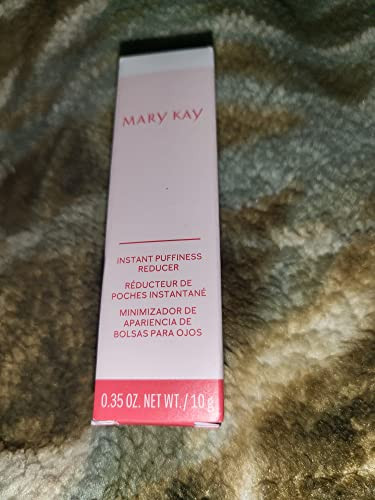 MARY KAY
INSTANT PUFFINESS
REDUCER
RÉDUCTEUR DE
POCHES INSTANTANÉ
MINIMIZADOR DE
APARIENCIA DE
BOLSAS PARA OJOS
0.35 OZ. NET WT. / 10 g